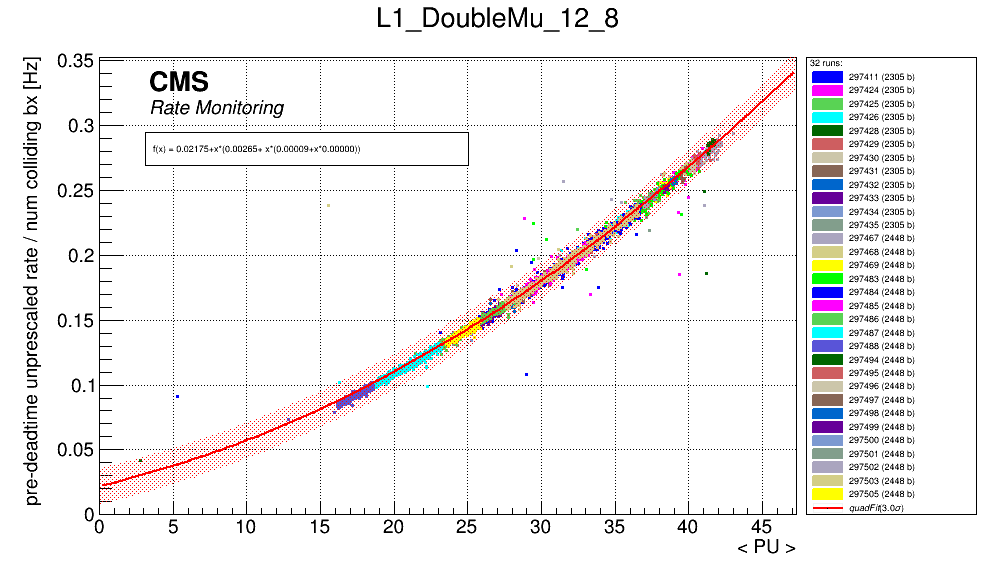 L1_DoubleMu_12_8
pre-deadtime unprescaled rate / num colliding bx [Hz]
CMS
Rate Monitoring
f(x) = 0.02175+x*(0.00265+ x*(0.00009+x*0.00000))
0.35
0.3
0.25
0.2
0.15
0.1
0.05
0
0 5 10 15 20 25 30 35 40 45
< PU >
32 runs:
297411 (2305 b)
297424 (2305 b)
297425 (2305 b)
297426 (2305 b)
297428 (2305 b)
297429 (2305 b)
297430 (2305 b)
297431 (2305 b)
297432 (2305 b)
297433 (2305 b)
297434 (2305 b)
297435 (2305 b)
297467 (2448 b)
297468 (2448 b)
297469 (2448 b)
297483 (2448 b)
297484 (2448 b)
297485 (2448 b)
297486 (2448 b)
297487 (2448 b)
297488 (2448 b)
297494 (2448 b)
297495 (2448 b)
297496 (2448 b)
297497 (2448 b)
297498 (2448 b)
297499 (2448 b)
297500 (2448 b)
297501 (2448 b)
297502 (2448 b)
297503 (2448 b)
297505 (2448 b)
quadFit(3.0σ)